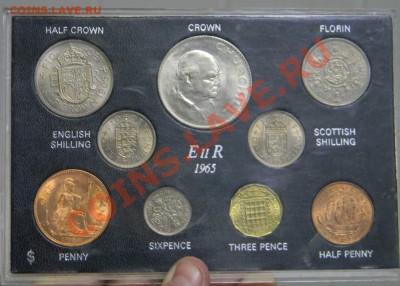 COINS.LAVE.RU
HALF CROWN
CROWN
FLORIN
ENGLISH
SHILLING
E II R
1965
SCOTTISH
SHILLING
PENNY
SIXPENCE
THREE PENCE
HALF PENNY
$
COINS.LAVE.RU